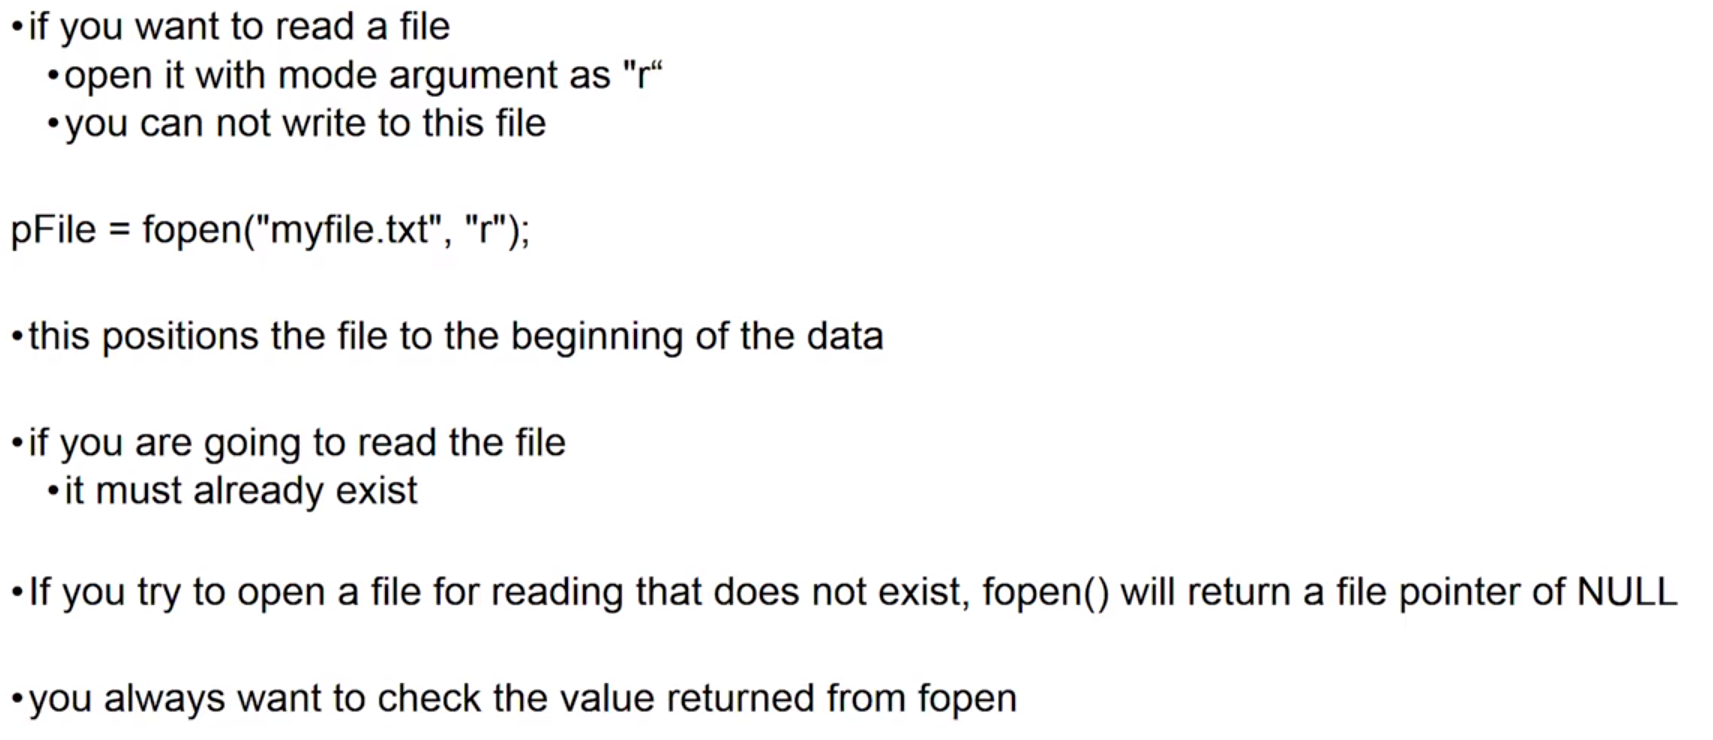 •if you want to read a file
•open it with mode argument as "r“
•you can not write to this file
pFile = fopen("myfile.txt", "r");
•this positions the file to the beginning of the data
•if you are going to read the file
•it must already exist
•If you try to open a file for reading that does not exist, fopen() will return a file pointer of NULL
•you always want to check the value returned from fopen